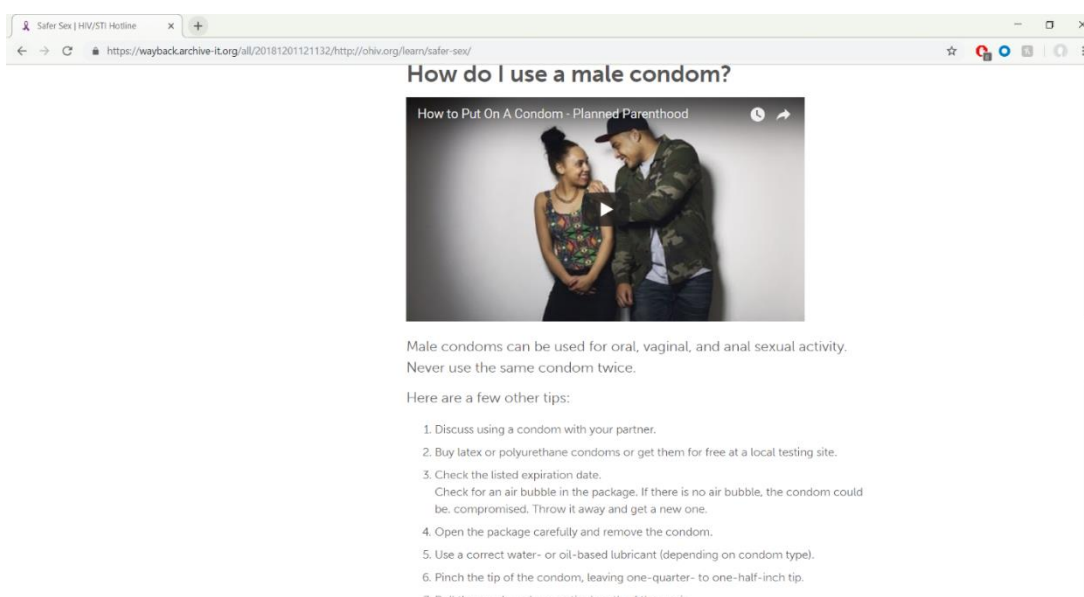 Safer Sex | HIV/STI Hotline
https://wayback.archive-it.org/all/20181201121132/http://ohiv.org/learn/safer-sex/
How do I use a male condom?
How to Put On A Condom - Planned Parenthood
Male condoms can be used for oral, vaginal, and anal sexual activity.
Never use the same condom twice.
Here are a few other tips:
1. Discuss using a condom with your partner.
2. Buy latex or polyurethane condoms or get them for free at a local testing site.
3. Check the listed expiration date.
Check for an air bubble in the package. If there is no air bubble, the condom could
be. compromised. Throw it away and get a new one.
4. Open the package carefully and remove the condom.
5. Use a correct water- or oil-based lubricant (depending on condom type).
6. Pinch the tip of the condom, leaving one-quarter- to one-half-inch tip.